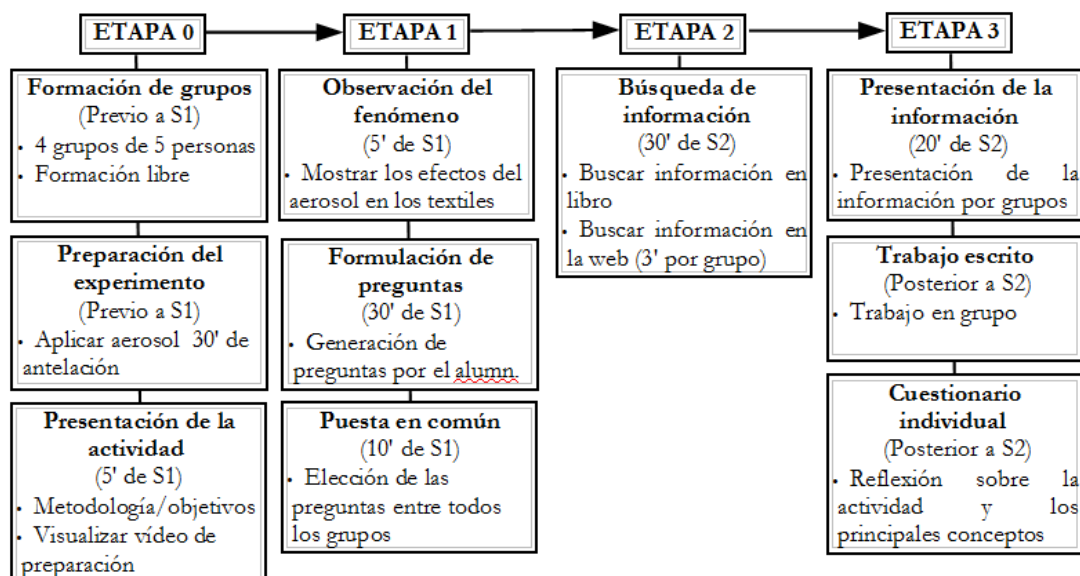 ETAPA 0
ETAPA 1
ETAPA 2
ETAPA 3
Formación de grupos
(Previo a S1)
· 4 grupos de 5 personas
· Formación libre
Preparación del
experimento
(Previo a S1)
· Aplicar aerosol 30' de
antelación
Presentación de la
actividad
(5' de S1)
· Metodología/objetivos
· Visualizar vídeo de
preparación
Observación del
fenómeno
(5' de S1)
· Mostrar los efectos del
aerosol en los textiles
Formulación de
preguntas
(30' de S1)
· Generación de
preguntas por el alumn.
Puesta en común
(10' de S1)
· Elección de las
preguntas entre todos
los grupos
Búsqueda de
información
(30' de S2)
· Buscar información en
libro
· Buscar información en
la web (3' por grupo)
Presentación de la
información
(20' de S2)
· Presentación de la
información por grupos
Trabajo escrito
(Posterior a S2)
· Trabajo en grupo
Cuestionario
individual
(Posterior a S2)
· Reflexión sobre la
actividad y los
principales conceptos